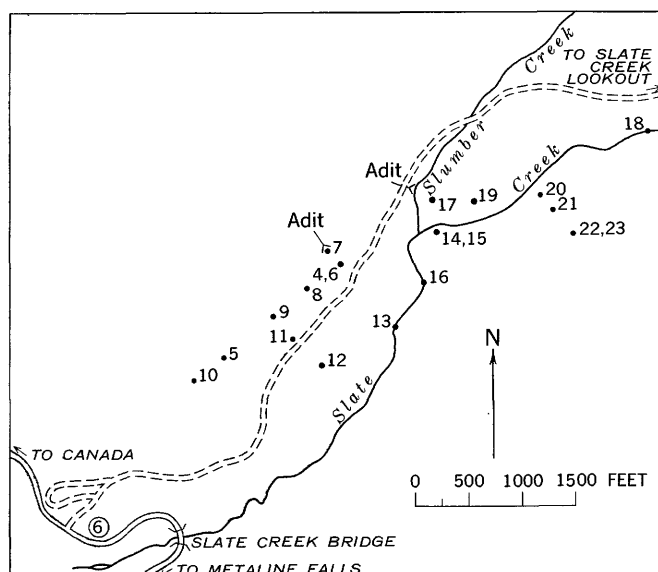 Creek
TO SLATE
CREEK
LOOKOUT
18
Slumber
Creek
Adit
17
19
20
21
22,23
14,15
Adit
7
4,6
8
16
9
11
13
5
12
10
N
Slate
TO CANADA
0 500 1000 1500 FEET
6
SLATE CREEK BRIDGE
TO METALINE FALLS